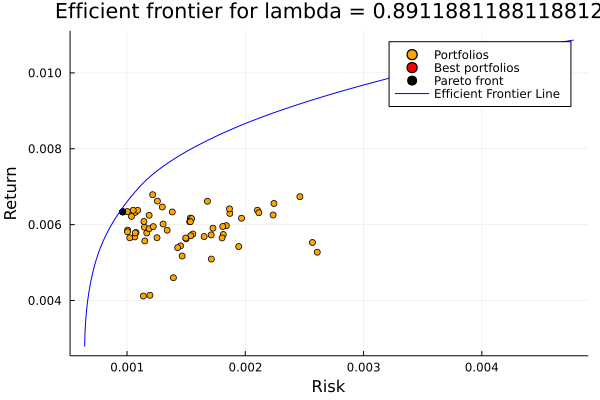 Efficient frontier for lambda = 0.8911881188118812
Portfolios
Best portfolios
Pareto front
Efficient Frontier Line
0.010
0.008
0.006
0.004
Return
0.001
0.002
0.003
0.004
Risk